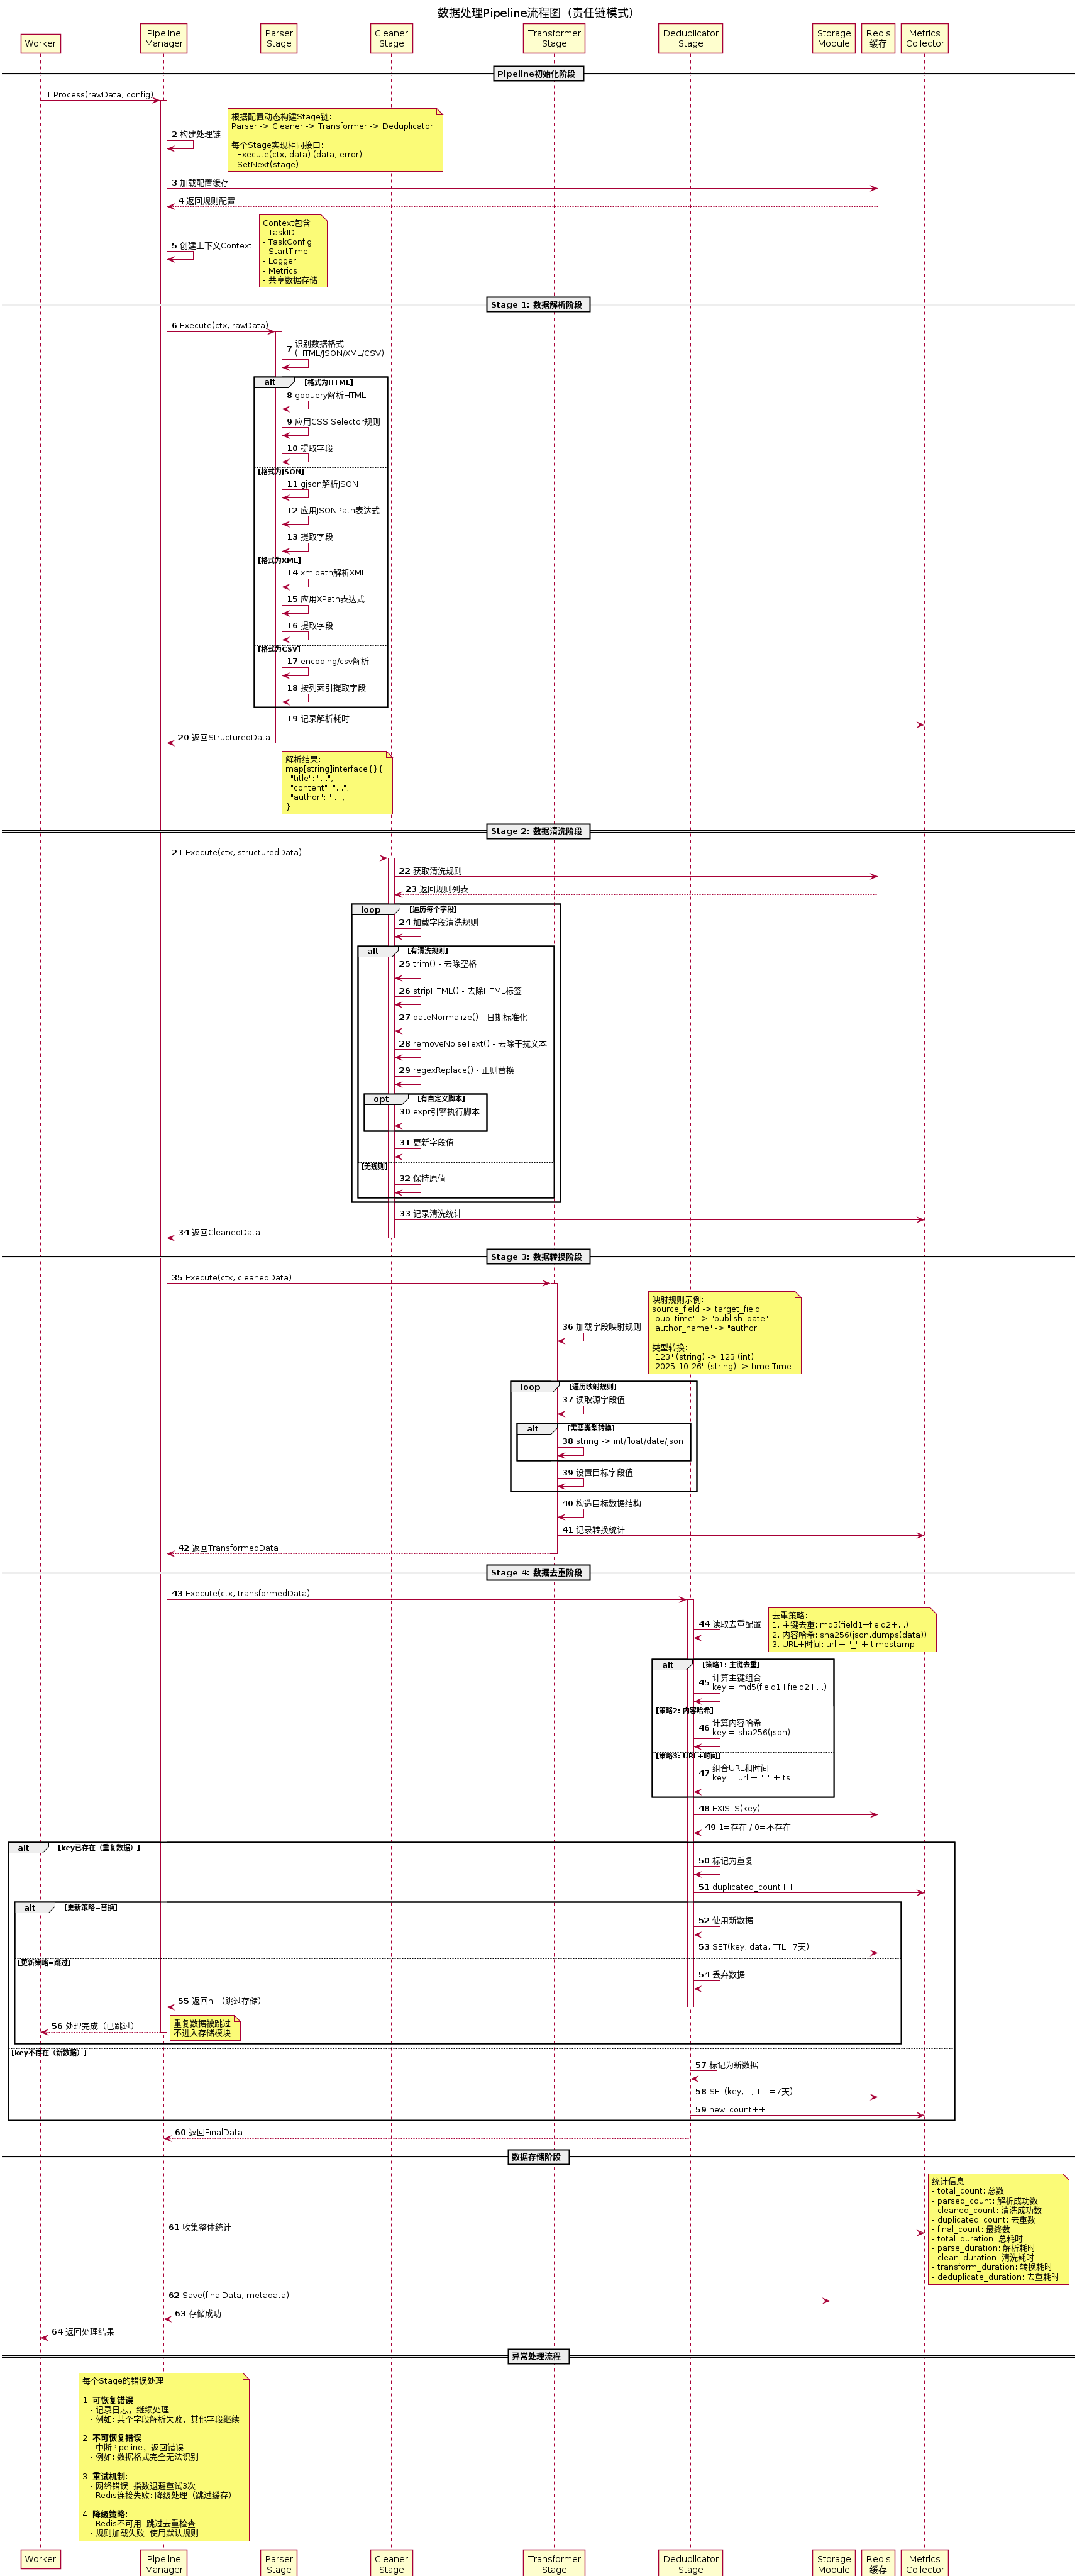 数据处理Pipeline流程图（责任链模式）
Worker
Pipeline
Manager
Parser
Stage
Cleaner
Stage
Transformer
Stage
Deduplicator
Stage
Storage
Module
Redis
缓存
Metrics
Collector
Pipeline初始化阶段
1 Process(rawData, config)
2 构建处理链
根据配置动态构建Stage链:
Parser -> Cleaner -> Transformer -> Deduplicator
每个Stage实现相同接口:
- Execute(ctx, data) (data, error)
- SetNext(stage)
3 加载配置缓存
4 返回规则配置
5 创建上下文Context
Context包含:
- TaskID
- TaskConfig
- StartTime
- Logger
- Metrics
- 共享数据存储
Stage 1: 数据解析阶段
6 Execute(ctx, rawData)
7 识别数据格式
(HTML/JSON/XML/CSV)
alt [格式为HTML]
8 goquery解析HTML
9 应用CSS Selector规则
10 提取字段
[格式为JSON]
11 gjson解析JSON
12 应用JSONPath表达式
13 提取字段
[格式为XML]
14 xmlpath解析XML
15 应用XPath表达式
16 提取字段
[格式为CSV]
17 encoding/csv解析
18 按列索引提取字段
19 记录解析耗时
20 返回StructuredData
解析结果:
map[string]interface{}{
"title": "...",
"content": "...",
"author": "...",
}
Stage 2: 数据清洗阶段
21 Execute(ctx, structuredData)
22 获取清洗规则
23 返回规则列表
loop [遍历每个字段]
24 加载字段清洗规则
alt [有清洗规则]
25 trim() - 去除空格
26 stripHTML() - 去除HTML标签
27 dateNormalize() - 日期标准化
28 removeNoiseText() - 去除干扰文本
29 regexReplace() - 正则替换
opt [有自定义脚本]
30 expr引擎执行脚本
31 更新字段值
[无规则]
32 保持原值
33 记录清洗统计
34 返回CleanedData
Stage 3: 数据转换阶段
35 Execute(ctx, cleanedData)
36 加载字段映射规则
映射规则示例:
source_field -> target_field
"pub_time" -> "publish_date"
"author_name" -> "author"
类型转换:
"123" (string) -> 123 (int)
"2025-10-26" (string) -> time.Time
loop [遍历映射规则]
37 读取源字段值
alt [需要类型转换]
38 string -> int/float/date/json
39 设置目标字段值
40 构造目标数据结构
41 记录转换统计
42 返回TransformedData
Stage 4: 数据去重阶段
43 Execute(ctx, transformedData)
44 读取去重配置
去重策略:
1. 主键去重: md5(field1+field2+...)
2. 内容哈希: sha256(json.dumps(data))
3. URL+时间: url + "_" + timestamp
alt [策略1: 主键去重]
45 计算主键组合
key = md5(field1+field2+...)
[策略2: 内容哈希]
46 计算内容哈希
key = sha256(json)
[策略3: URL+时间]
47 组合URL和时间
key = url + "_" + ts
48 EXISTS(key)
49 1=存在 / 0=不存在
alt [key已存在（重复数据）]
50 标记为重复
51 duplicated_count++
alt [更新策略=替换]
52 使用新数据
53 SET(key, data, TTL=7天)
[更新策略=跳过]
54 丢弃数据
55 返回nil（跳过存储）
56 处理完成（已跳过）
重复数据被跳过
不进入存储模块
[key不存在（新数据）]
57 标记为新数据
58 SET(key, 1, TTL=7天)
59 new_count++
60 返回FinalData
数据存储阶段
61 收集整体统计
统计信息:
- total_count: 总数
- parsed_count: 解析成功数
- cleaned_count: 清洗成功数
- duplicated_count: 去重数
- final_count: 最终数
- total_duration: 总耗时
- parse_duration: 解析耗时
- clean_duration: 清洗耗时
- transform_duration: 转换耗时
- deduplicate_duration: 去重耗时
62 Save(finalData, metadata)
63 存储成功
64 返回处理结果
异常处理流程
每个Stage的错误处理:
1. 可恢复错误:
- 记录日志，继续处理
- 例如: 某个字段解析失败，其他字段继续
2. 不可恢复错误:
- 中断Pipeline，返回错误
- 例如: 数据格式完全无法识别
3. 重试机制:
- 网络错误: 指数退避重试3次
- Redis连接失败: 降级处理（跳过缓存）
4. 降级策略:
- Redis不可用: 跳过去重检查
- 规则加载失败: 使用默认规则
Worker
Pipeline
Manager
Parser
Stage
Cleaner
Stage
Transformer
Stage
Deduplicator
Stage
Storage
Module
Redis
缓存
Metrics
Collector